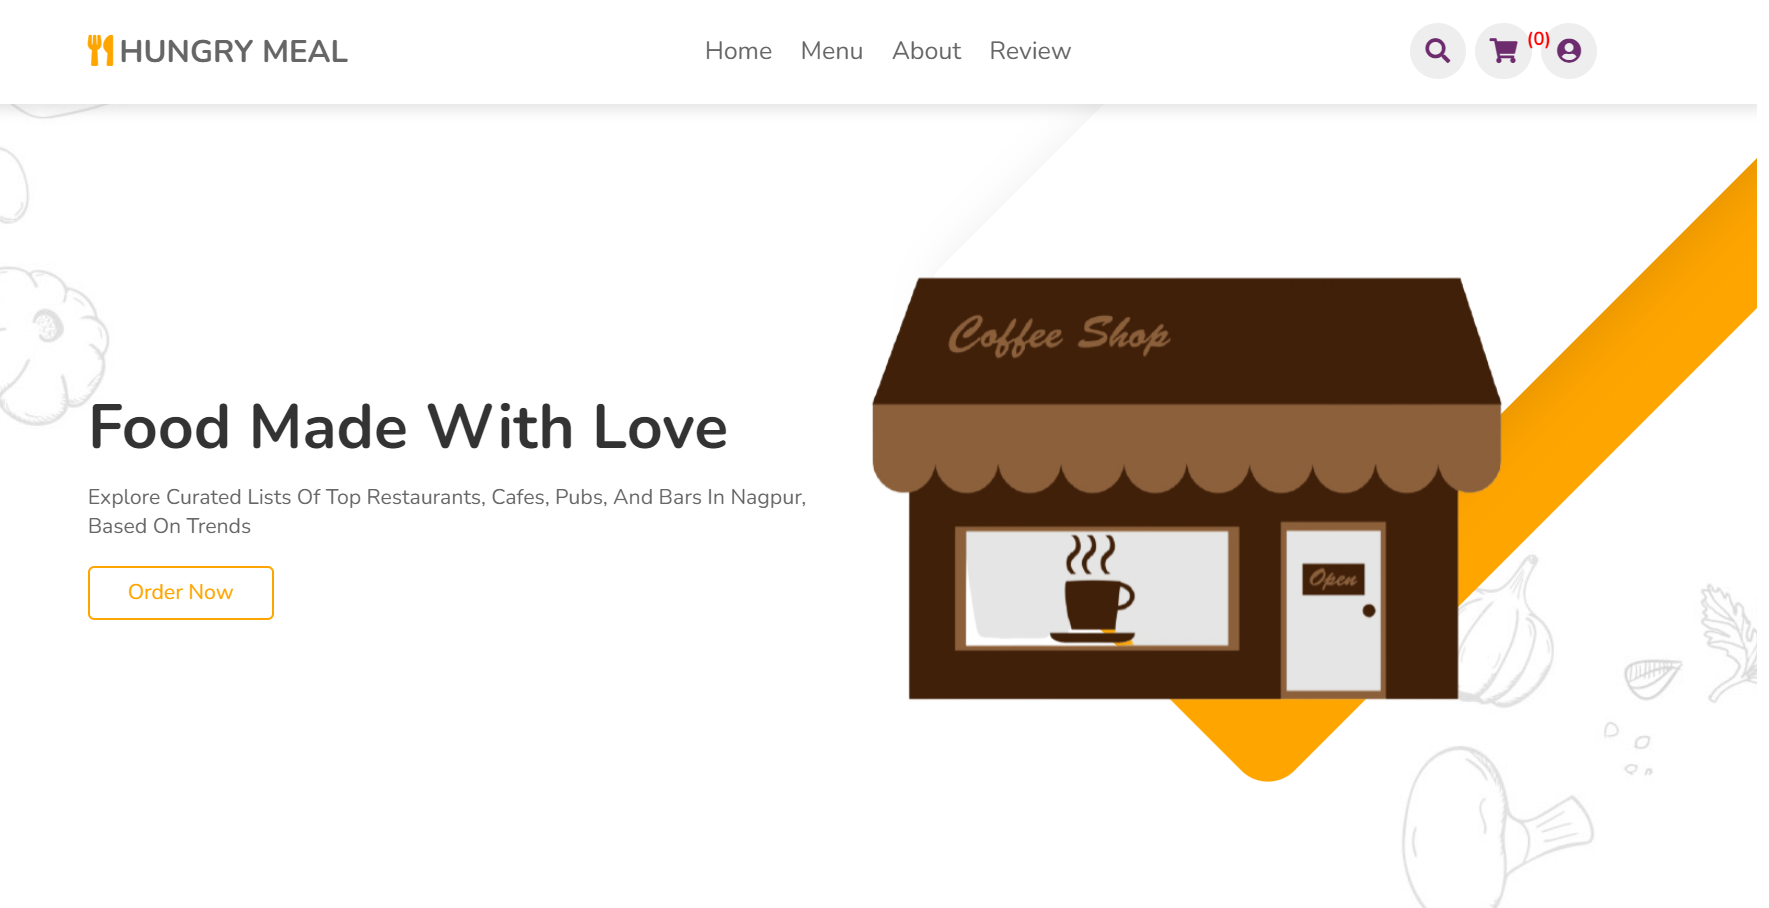 HUNGRY MEAL
Home Menu About Review
(0)
Coffee Shop
Food Made With Love
Explore Curated Lists Of Top Restaurants, Cafes, Pubs, And Bars In Nagpur,
Based On Trends
Open
Order Now